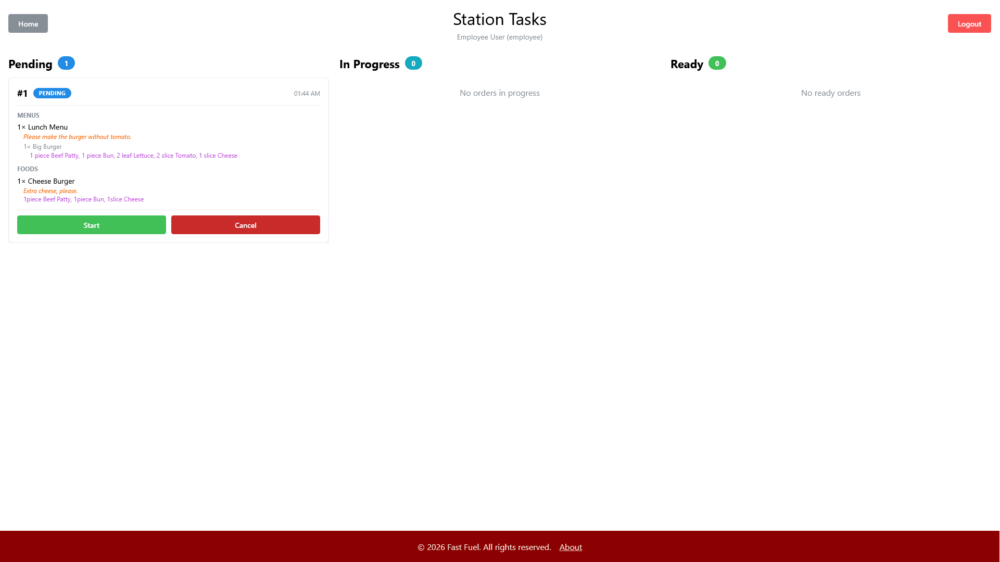 Home
Station Tasks
Employee User (employee)
Logout
Pending 1
#1 PENDING 01:44 AM
MENUS
1× Lunch Menu
Please make the burger without tomato.
1× Big Burger
1 piece Beef Patty, 1 piece Bun, 2 leaf Lettuce, 2 slice Tomato, 1 slice Cheese
FOODS
1× Cheese Burger
Extra cheese, please.
1piece Beef Patty, 1piece Bun, 1slice Cheese
Start Cancel
In Progress 0
No orders in progress
Ready 0
No ready orders
© 2026 Fast Fuel. All rights reserved. About